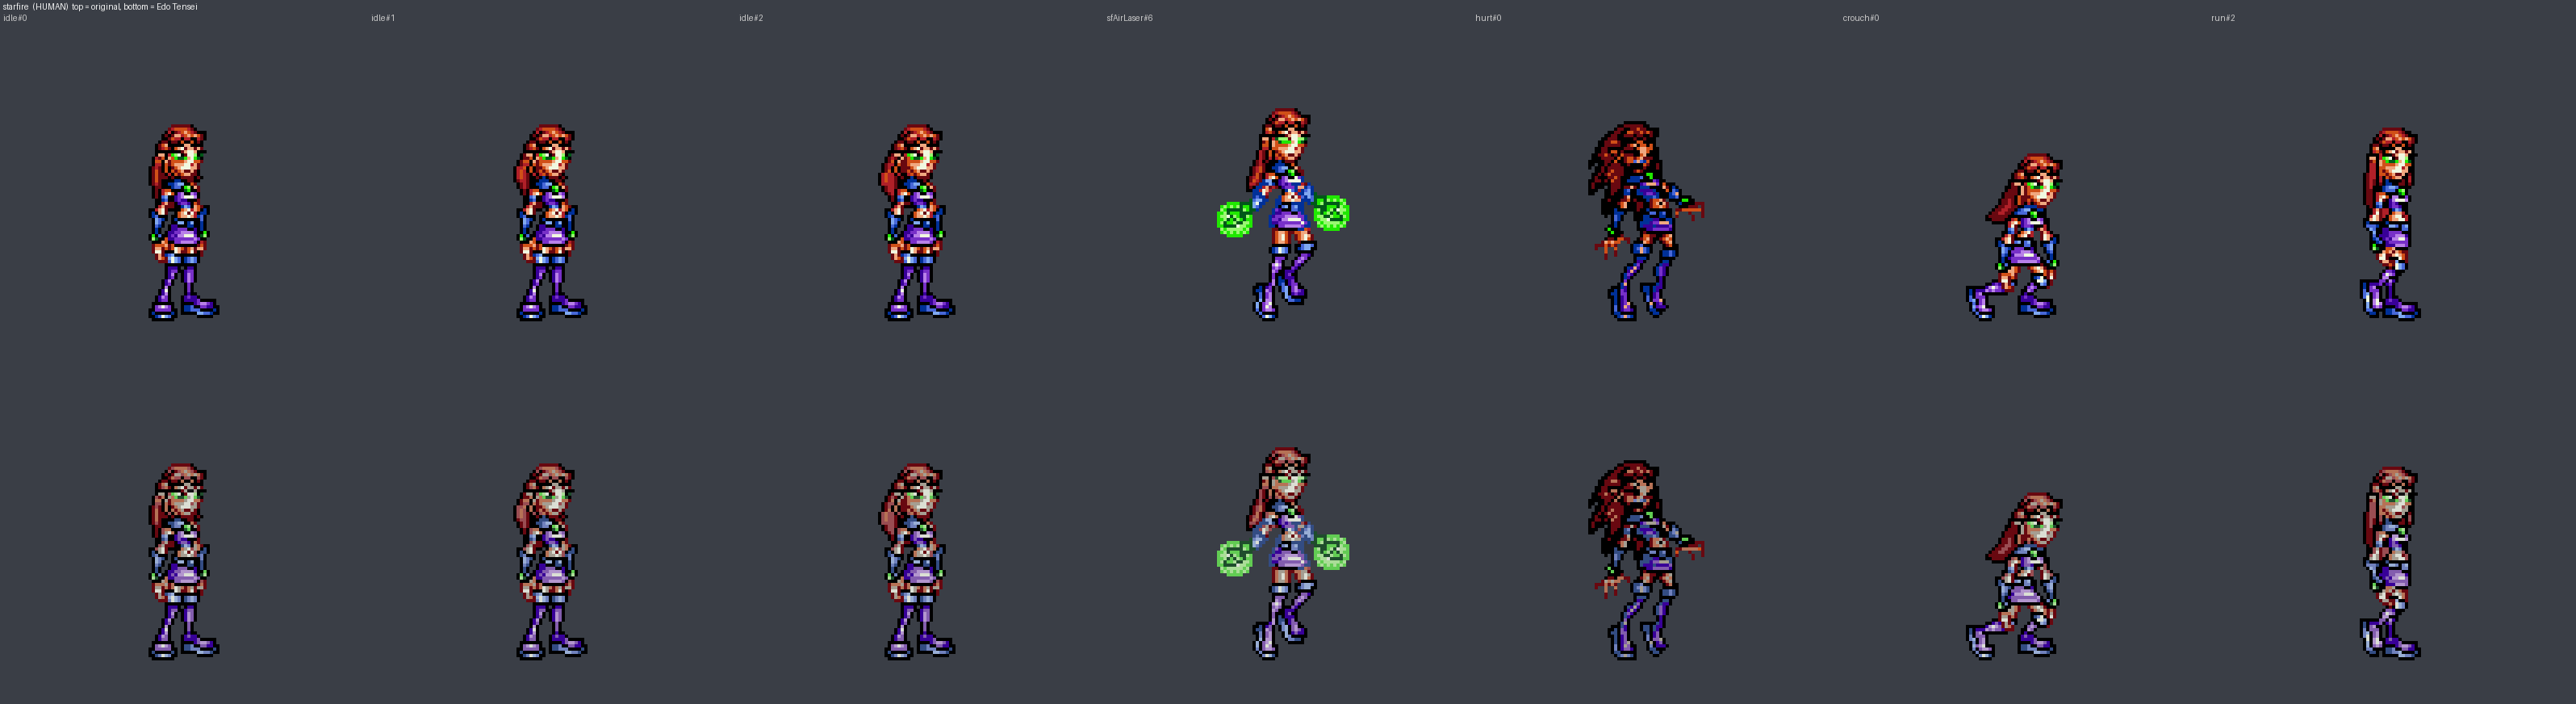 starfire (HUMAN) top = original, bottom = Edo Tensei
idle#0 idle#1 idle#2 sfAirLaser#6 hurt#0 crouch#0 run#2